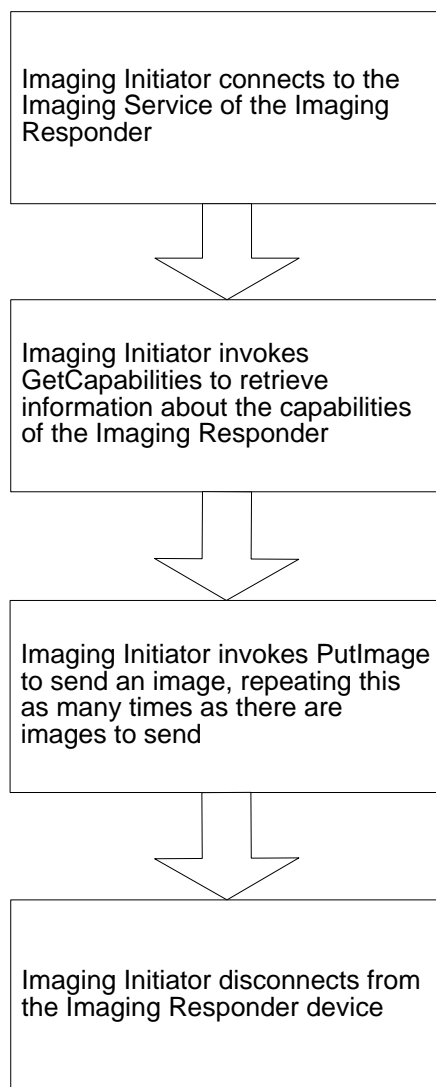 Imaging Initiator connects to the
Imaging Service of the Imaging
Responder
Imaging Initiator invokes
GetCapabilities to retrieve
information about the capabilities
of the Imaging Responder
Imaging Initiator invokes PutImage
to send an image, repeating this
as many times as there are
images to send
Imaging Initiator disconnects from
the Imaging Responder device